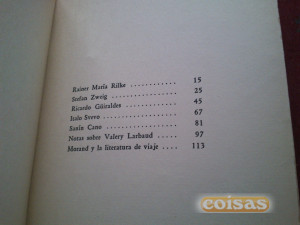 Rainer María Rilke . . . . . . . . . . . . 15
Stefan Zweig . . . . . . . . . . . . . . 25
Ricardo Güiraldes . . . . . . . . . . . . 45
Italo Svevo . . . . . . . . . . . . . . . 67
Sanín Cano . . . . . . . . . . . . . . . 81
Notas sobre Valery Larbaud . . . . . . . 97
Morand y la literatura de viaje . . . . 113
coisas